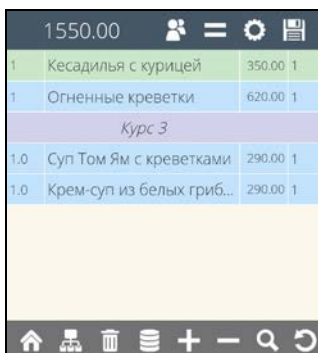 1550.00
1 Кесадилья с курицей 350.00 1
1 Огненные креветки 620.00 1
Курс 3
1.0 Суп Том Ям с креветками 290.00 1
1.0 Крем-суп из белых гриб... 290.00 1